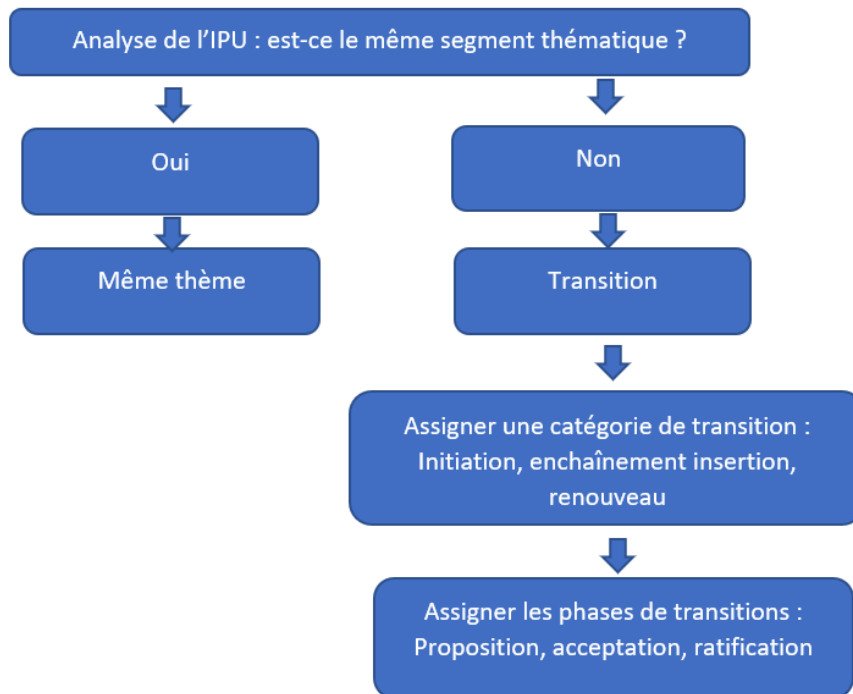 Analyse de l'IPU : est-ce le même segment thématique ?
Oui
Non
Même thème
Transition
Assigner une catégorie de transition :
Initiation, enchaînement insertion,
renouveau
Assigner les phases de transitions :
Proposition, acceptation, ratification